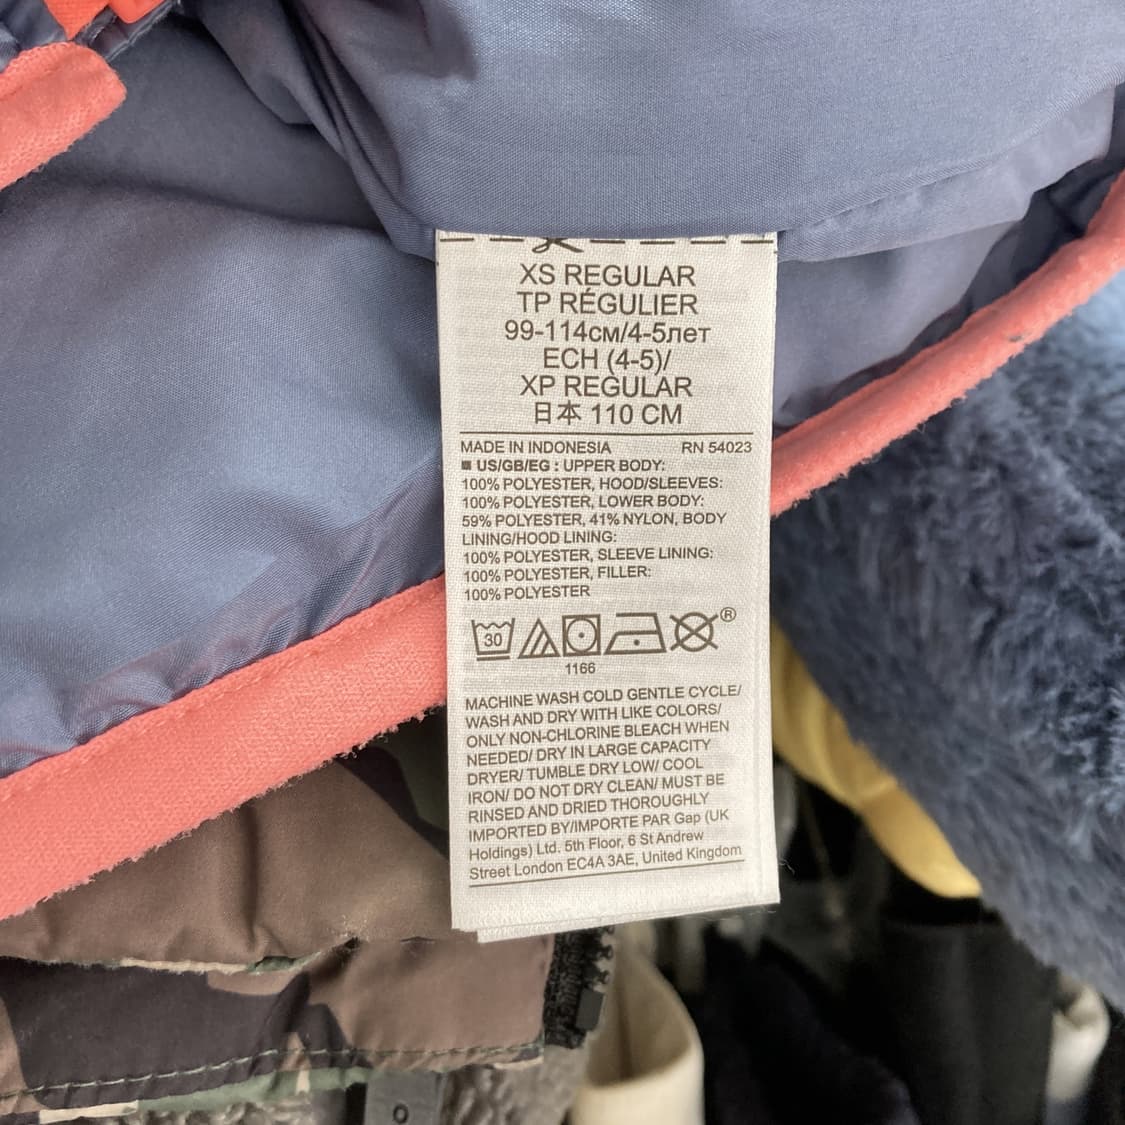 XS REGULAR
TP RÉGULIER
99-114см/4-5лет
ECH (4-5)/
XP REGULAR
日本 110 CM
MADE IN INDONESIA RN 54023
■ US/GB/EG : UPPER BODY:
100% POLYESTER, HOOD/SLEEVES:
100% POLYESTER, LOWER BODY:
59% POLYESTER, 41% NYLON, BODY
LINING/HOOD LINING:
100% POLYESTER, SLEEVE LINING:
100% POLYESTER, FILLER:
100% POLYESTER
30 ®
1166
MACHINE WASH COLD GENTLE CYCLE/
WASH AND DRY WITH LIKE COLORS/
ONLY NON-CHLORINE BLEACH WHEN
NEEDED/ DRY IN LARGE CAPACITY
DRYER/ TUMBLE DRY LOW/ COOL
IRON/ DO NOT DRY CLEAN/ MUST BE
RINSED AND DRIED THOROUGHLY
IMPORTED BY/IMPORTE PAR Gap (UK
Holdings) Ltd. 5th Floor, 6 St Andrew
Street London EC4A 3AE, United Kingdom